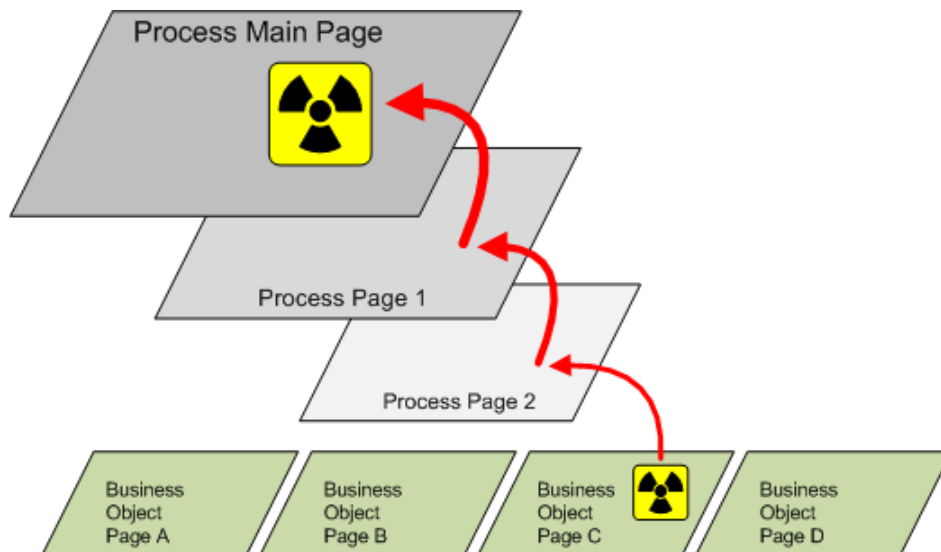 Process Main Page
Process Page 1
Process Page 2
Business
Object
Page A
Business
Object
Page B
Business
Object
Page C
Business
Object
Page D